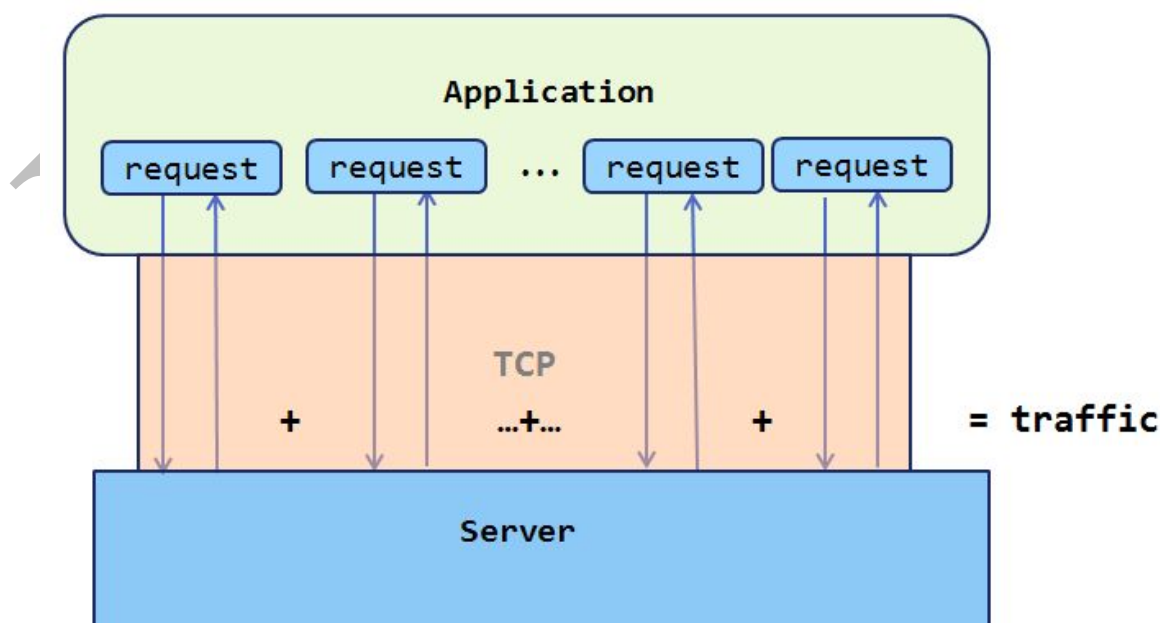 Application
request request ... request request
TCP
+ ...+... + = traffic
Server